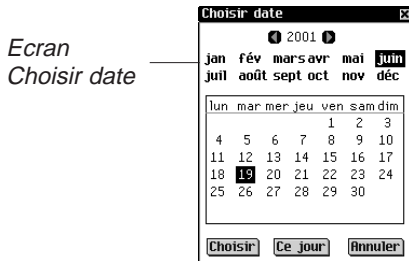 Choisir date
2001
Ecran
Choisir date
jan fév mars avr mai juin
juil août sept oct nov déc
lun mar mer jeu ven sam dim
1 2 3
4 5 6 7 8 9 10
11 12 13 14 15 16 17
18 19 20 21 22 23 24
25 26 27 28 29 30
Choisir Ce jour Annuler